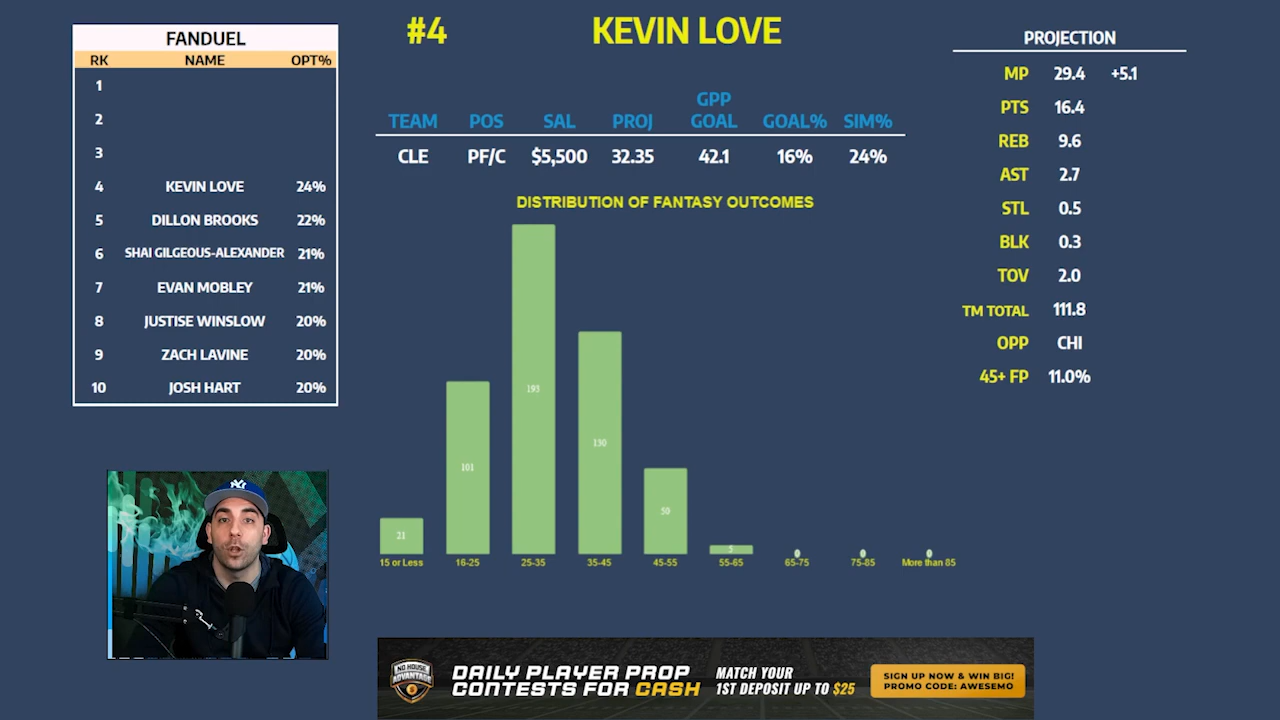 FANDUEL
RK NAME OPT%
1
2
3
4 KEVIN LOVE 24%
5 DILLON BROOKS 22%
6 SHAI GILGEOUS-ALEXANDER 21%
7 EVAN MOBLEY 21%
8 JUSTISE WINSLOW 20%
9 ZACH LAVINE 20%
10 JOSH HART 20%
#4 KEVIN LOVE
TEAM POS SAL PROJ GPP GOAL GOAL% SIM%
CLE PF/C $5,500 32.35 42.1 16% 24%
DISTRIBUTION OF FANTASY OUTCOMES
21 101 193 130 50 5 0 0 0
15 or Less 16-25 25-35 35-45 45-55 55-65 65-75 75-85 More than 85
PROJECTION
MP 29.4 +5.1
PTS 16.4
REB 9.6
AST 2.7
STL 0.5
BLK 0.3
TOV 2.0
TM TOTAL 111.8
OPP CHI
45+ FP 11.0%
NO HOUSE
ADVANTAGE
DAILY PLAYER PROP
CONTESTS FOR CASH
MATCH YOUR
1ST DEPOSIT UP TO $25
SIGN UP NOW & WIN BIG!
PROMO CODE: AWESEMO